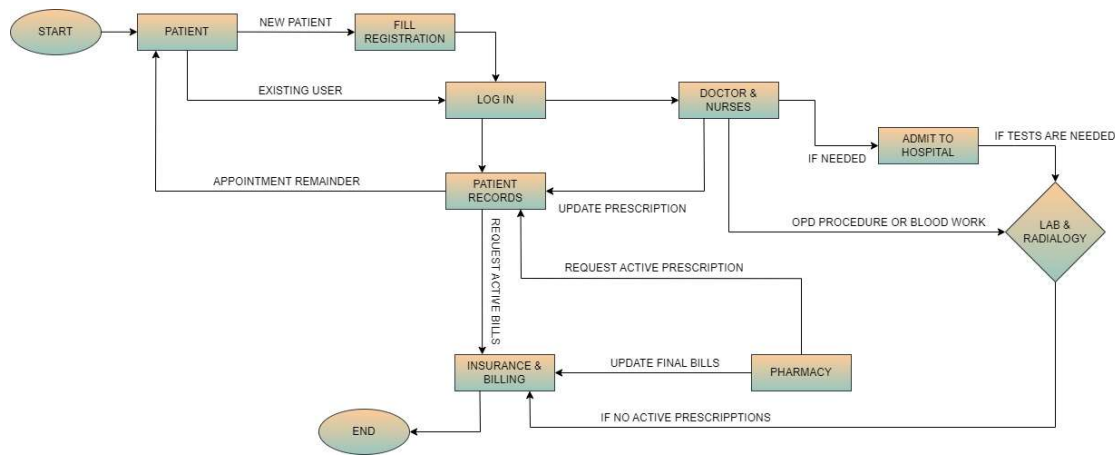 START
PATIENT
NEW PATIENT
FILL
REGISTRATION
EXISTING USER
LOG IN
DOCTOR &
NURSES
IF NEEDED
ADMIT TO
HOSPITAL
IF TESTS ARE NEEDED
APPOINTMENT REMAINDER
PATIENT
RECORDS
UPDATE PRESCRIPTION
OPD PROCEDURE OR BLOOD WORK
LAB &
RADIALOGY
REQUEST ACTIVE BILLS
REQUEST ACTIVE PRESCRIPTION
INSURANCE &
BILLING
UPDATE FINAL BILLS
PHARMACY
IF NO ACTIVE PRESCRIPPTIONS
END